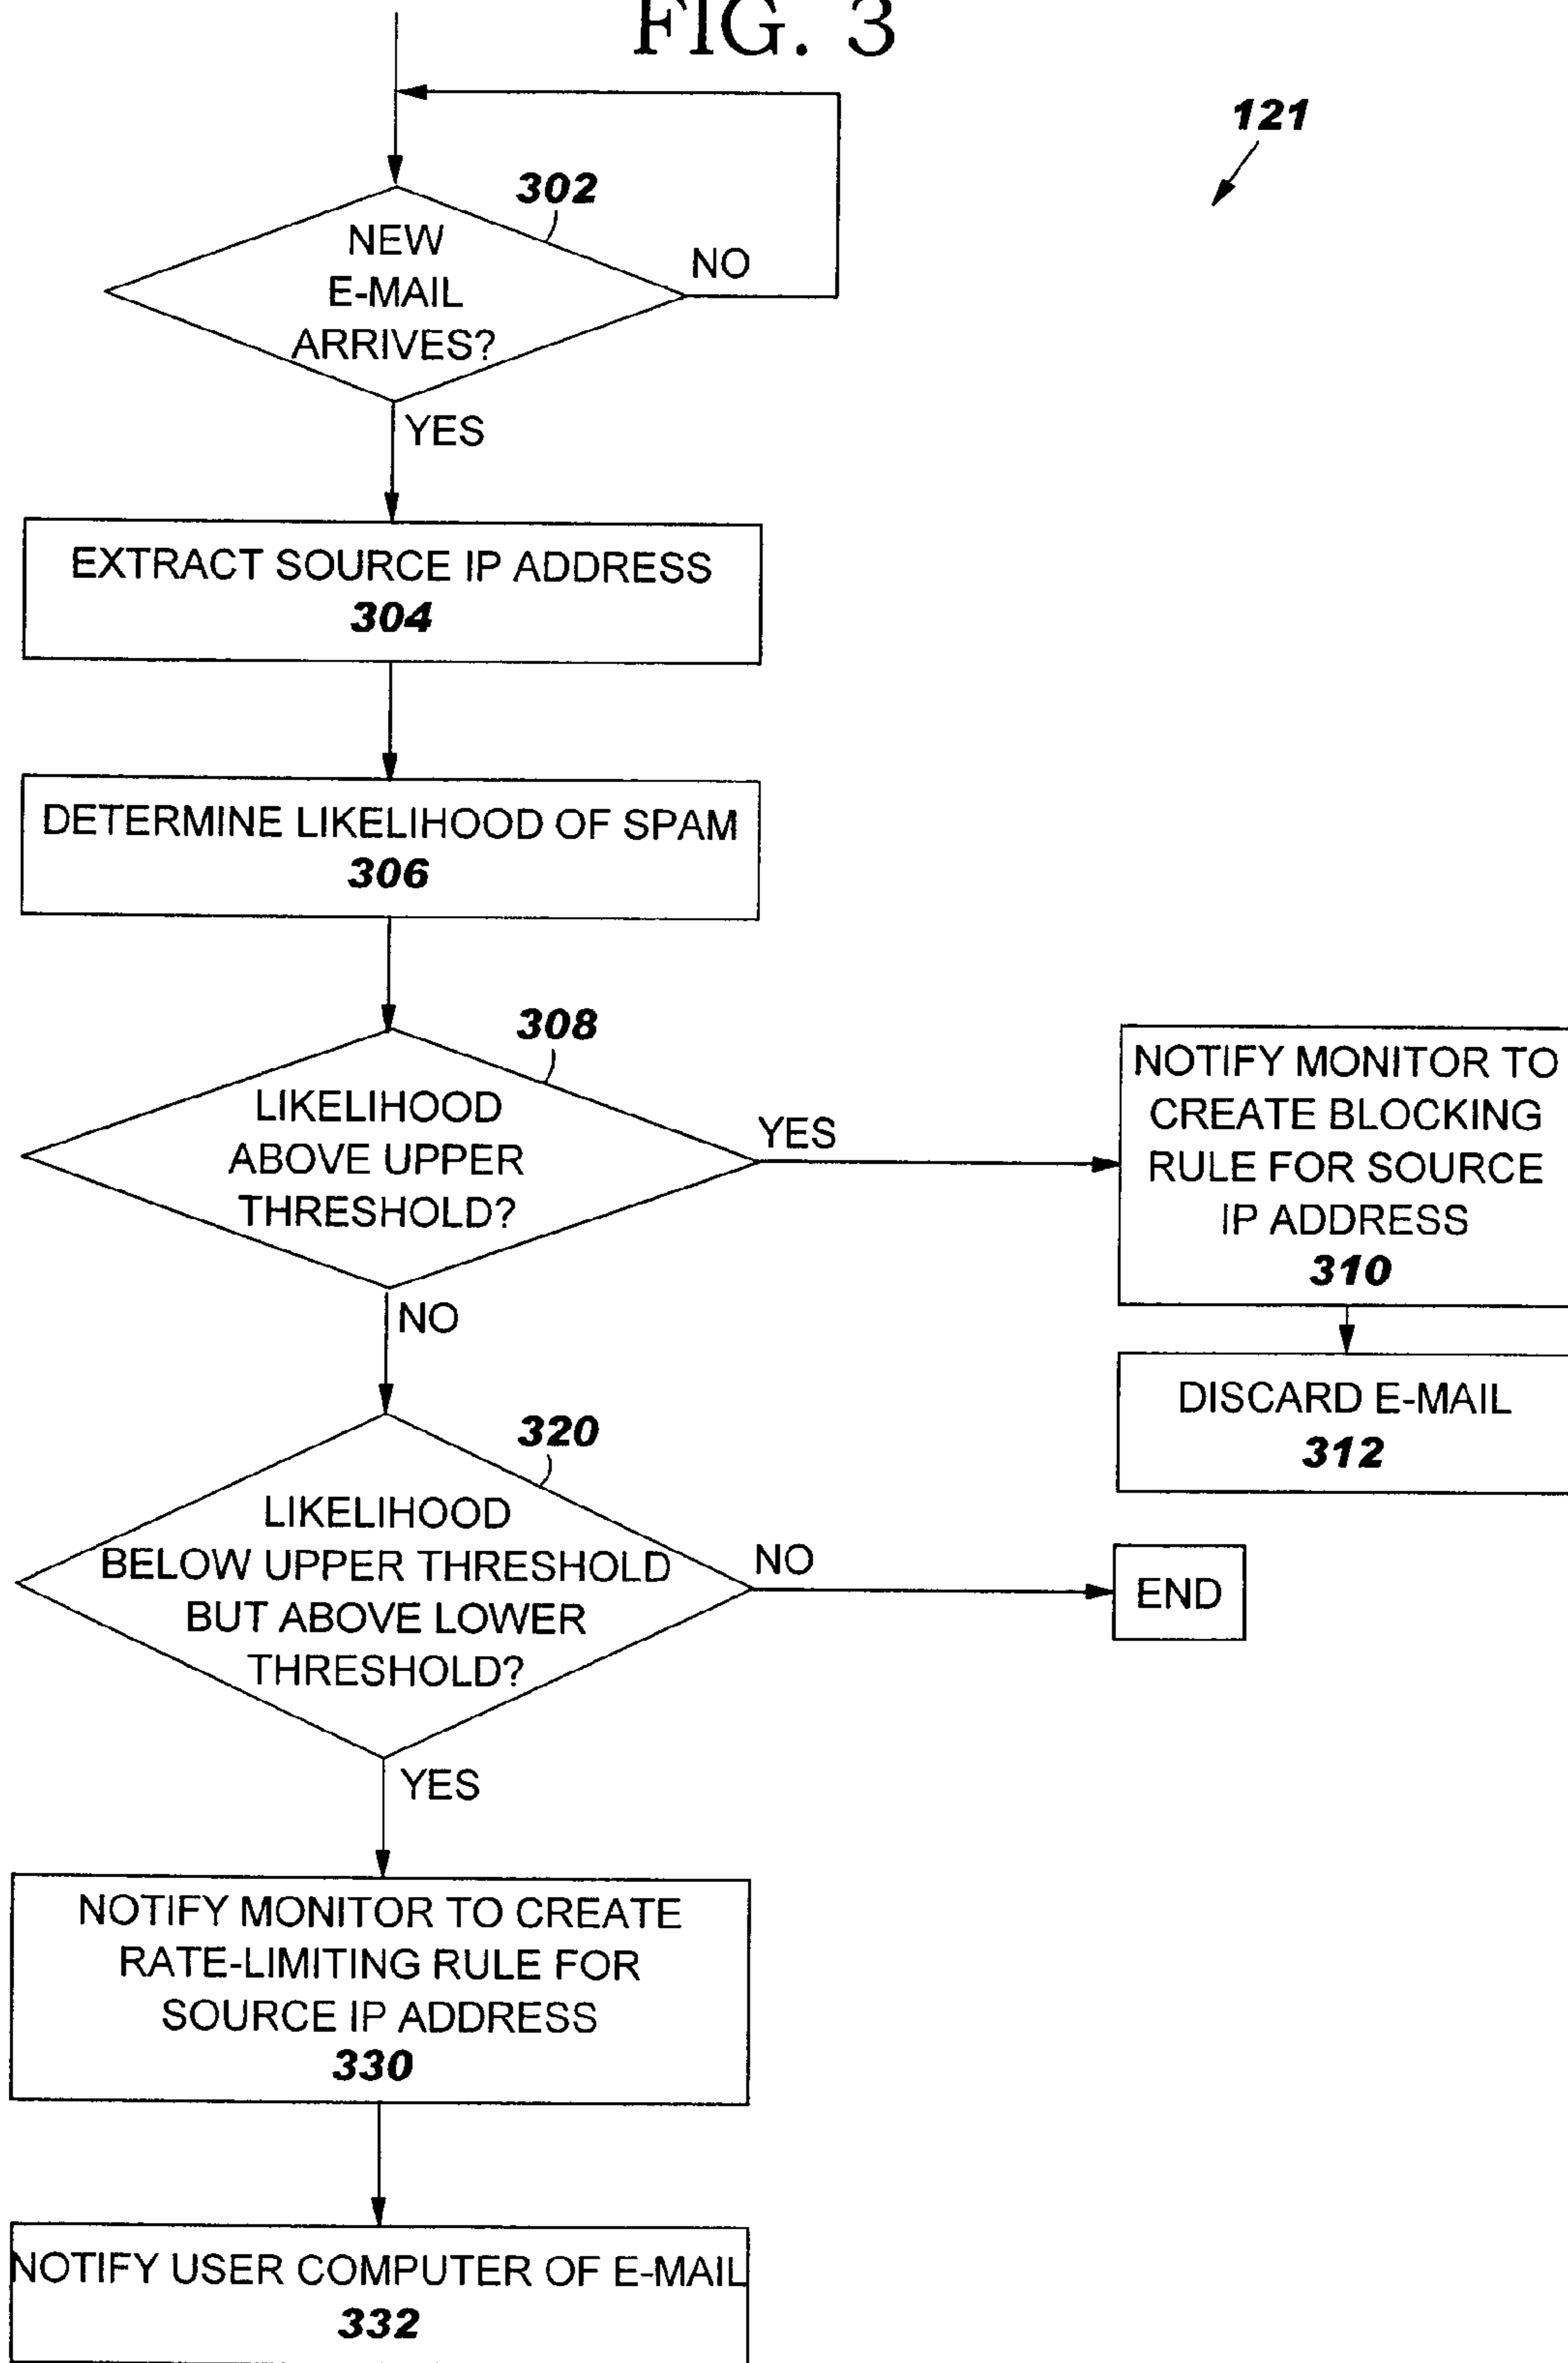 FIG. 3
121
302
NEW
E-MAIL
ARRIVES?
NO
YES
EXTRACT SOURCE IP ADDRESS
304
DETERMINE LIKELIHOOD OF SPAM
306
308
LIKELIHOOD
ABOVE UPPER
THRESHOLD?
YES
NOTIFY MONITOR TO
CREATE BLOCKING
RULE FOR SOURCE
IP ADDRESS
310
NO
DISCARD E-MAIL
312
320
LIKELIHOOD
BELOW UPPER THRESHOLD
BUT ABOVE LOWER
THRESHOLD?
NO
END
YES
NOTIFY MONITOR TO CREATE
RATE-LIMITING RULE FOR
SOURCE IP ADDRESS
330
NOTIFY USER COMPUTER OF E-MAIL
332